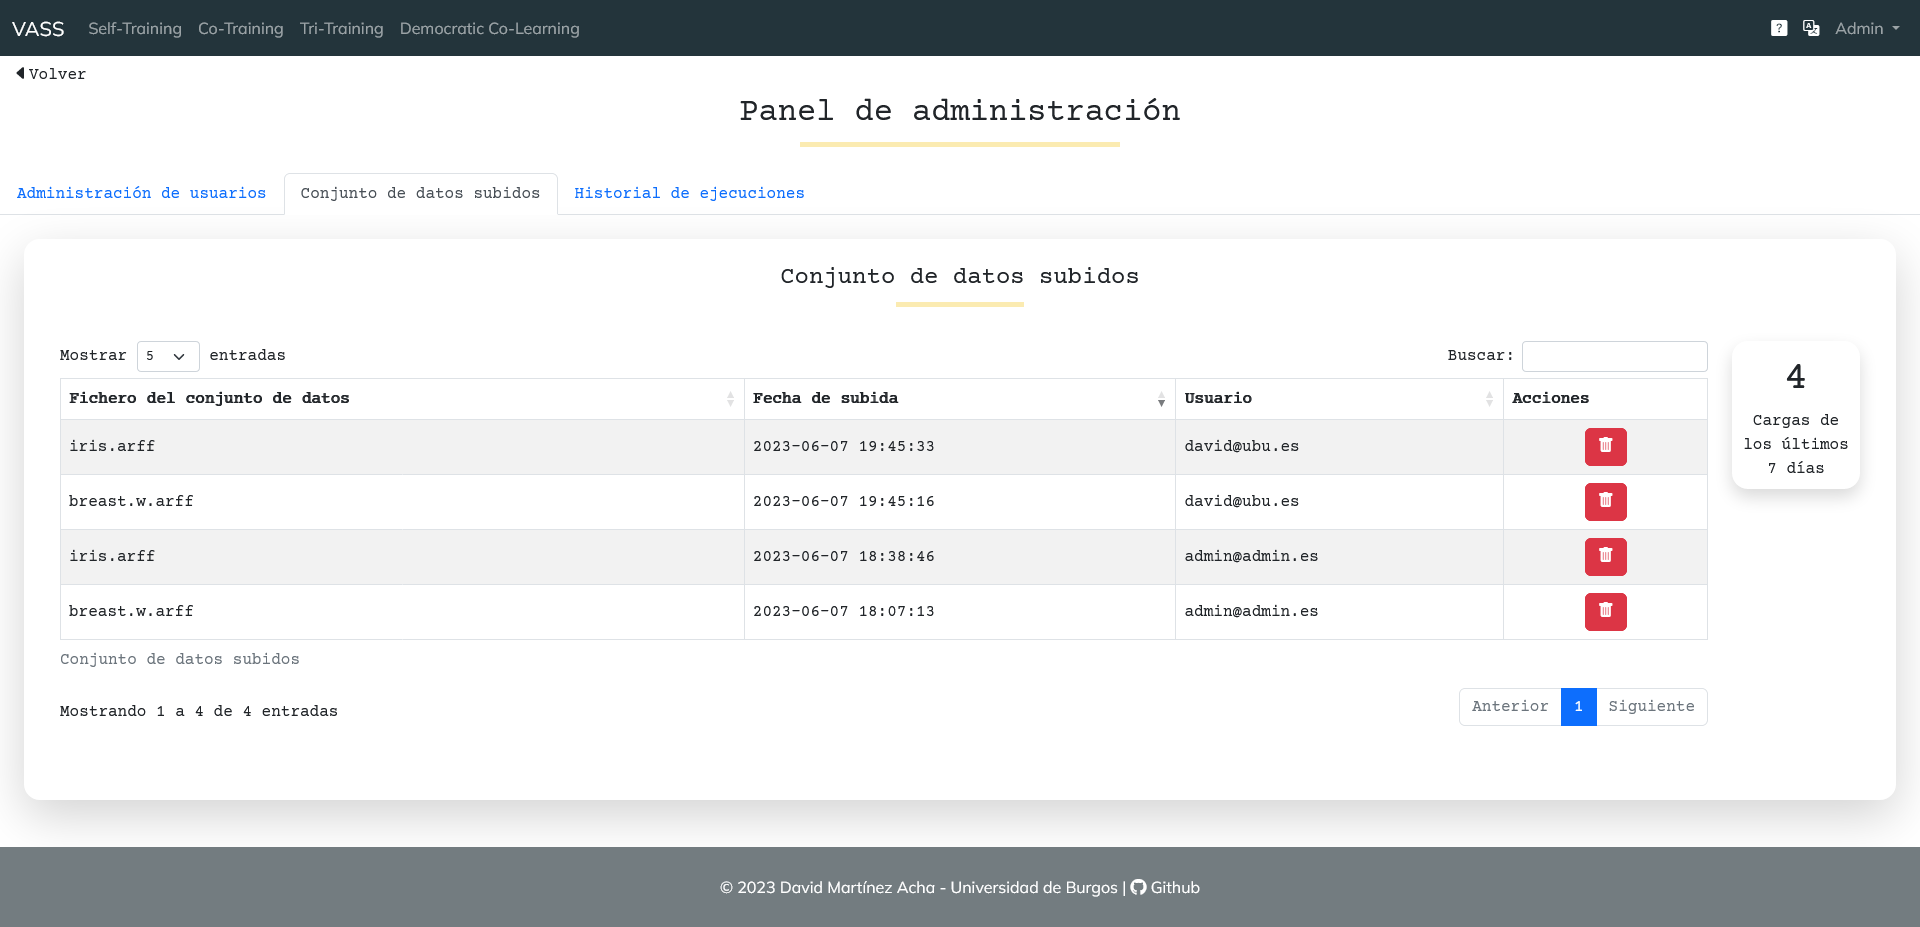 VASS Self-Training Co-Training Tri-Training Democratic Co-Learning Admin
Volver
Panel de administración
Administración de usuarios Conjunto de datos subidos Historial de ejecuciones
Conjunto de datos subidos
Mostrar 5 entradas Buscar:
Fichero del conjunto de datos Fecha de subida Usuario Acciones
iris.arff 2023-06-07 19:45:33 david@ubu.es
breast.w.arff 2023-06-07 19:45:16 david@ubu.es
iris.arff 2023-06-07 18:38:46 admin@admin.es
breast.w.arff 2023-06-07 18:07:13 admin@admin.es
Conjunto de datos subidos
Mostrando 1 a 4 de 4 entradas
Anterior 1 Siguiente
4
Cargas de
los últimos
7 días
© 2023 David Martínez Acha - Universidad de Burgos | Github